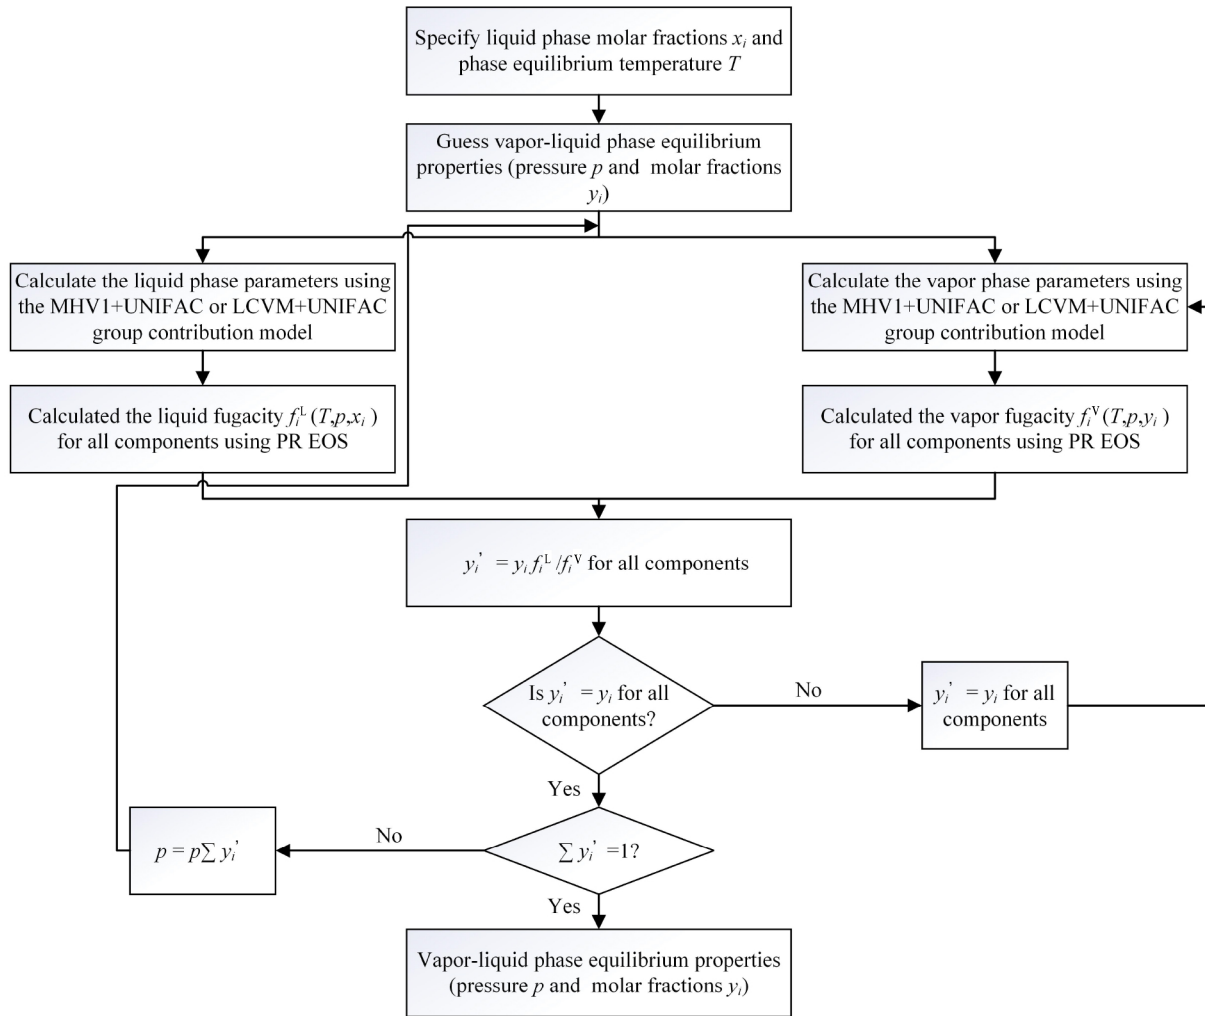 Specify liquid phase molar fractions xᵢ and
phase equilibrium temperature T
Guess vapor-liquid phase equilibrium
properties (pressure p and molar fractions
yᵢ)
Calculate the liquid phase parameters using
the MHV1+UNIFAC or LCVM+UNIFAC
group contribution model
Calculate the vapor phase parameters using
the MHV1+UNIFAC or LCVM+UNIFAC
group contribution model
Calculated the liquid fugacity fᵢᴸ(T,p,xᵢ)
for all components using PR EOS
Calculated the vapor fugacity fᵢⱽ(T,p,yᵢ)
for all components using PR EOS
yᵢ' = yᵢ fᵢᴸ/fᵢⱽ for all components
Is yᵢ' = yᵢ for all
components?
No
yᵢ' = yᵢ for all
components
Yes
∑ yᵢ' =1?
No
p = p∑ yᵢ'
Yes
Vapor-liquid phase equilibrium properties
(pressure p and molar fractions yᵢ)